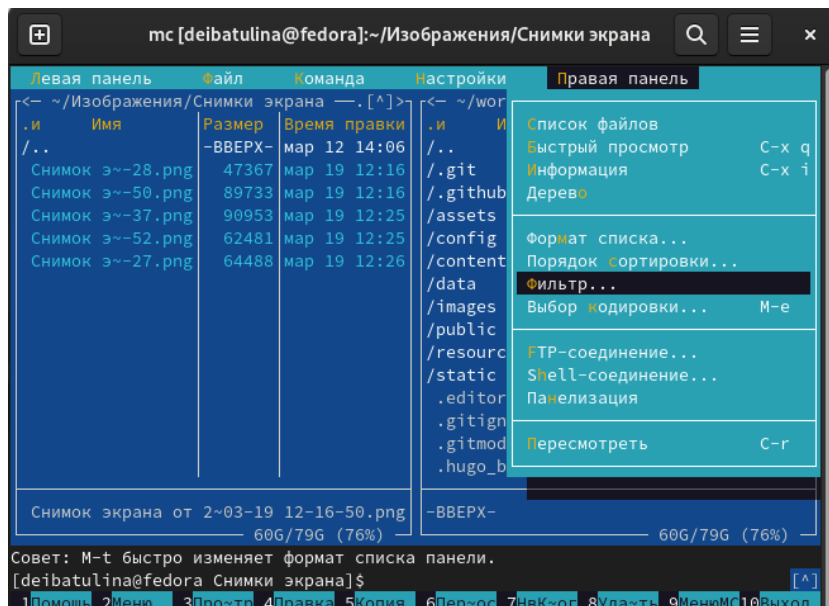 mc [deibatulina@fedora]:~/Изображения/Снимки экрана
Левая панель Файл Команда Настройки Правая панель
<— ~/Изображения/Снимки экрана —.[^]>
.и Имя Размер Время правки
/.. -ВВЕРХ- мар 12 14:06
Снимок э~-28.png 47367 мар 19 12:16
Снимок э~-50.png 89733 мар 19 12:16
Снимок э~-37.png 90953 мар 19 12:25
Снимок э~-52.png 62481 мар 19 12:25
Снимок э~-27.png 64488 мар 19 12:26
Снимок экрана от 2~03-19 12-16-50.png
60G/79G (76%)
<— ~/wor
.и И
/..
/.git
/.github
/assets
/config
/content
/data
/images
/public
/resourc
/static
.editor
.gitign
.gitmod
.hugo_b
-ВВЕРХ-
60G/79G (76%)
Список файлов
Быстрый просмотр C-x q
Информация C-x i
Дерево
Формат списка...
Порядок сортировки...
Фильтр...
Выбор кодировки... M-e
FTP-соединение...
Shell-соединение...
Панелизация
Пересмотреть C-r
Совет: M-t быстро изменяет формат списка панели.
[deibatulina@fedora Снимки экрана]$ [^]
1Помощь 2Меню 3Про~тр 4Правка 5Копия 6Пер~ос 7НвК~ог 8Уда~ть 9МенюMC 10Выход